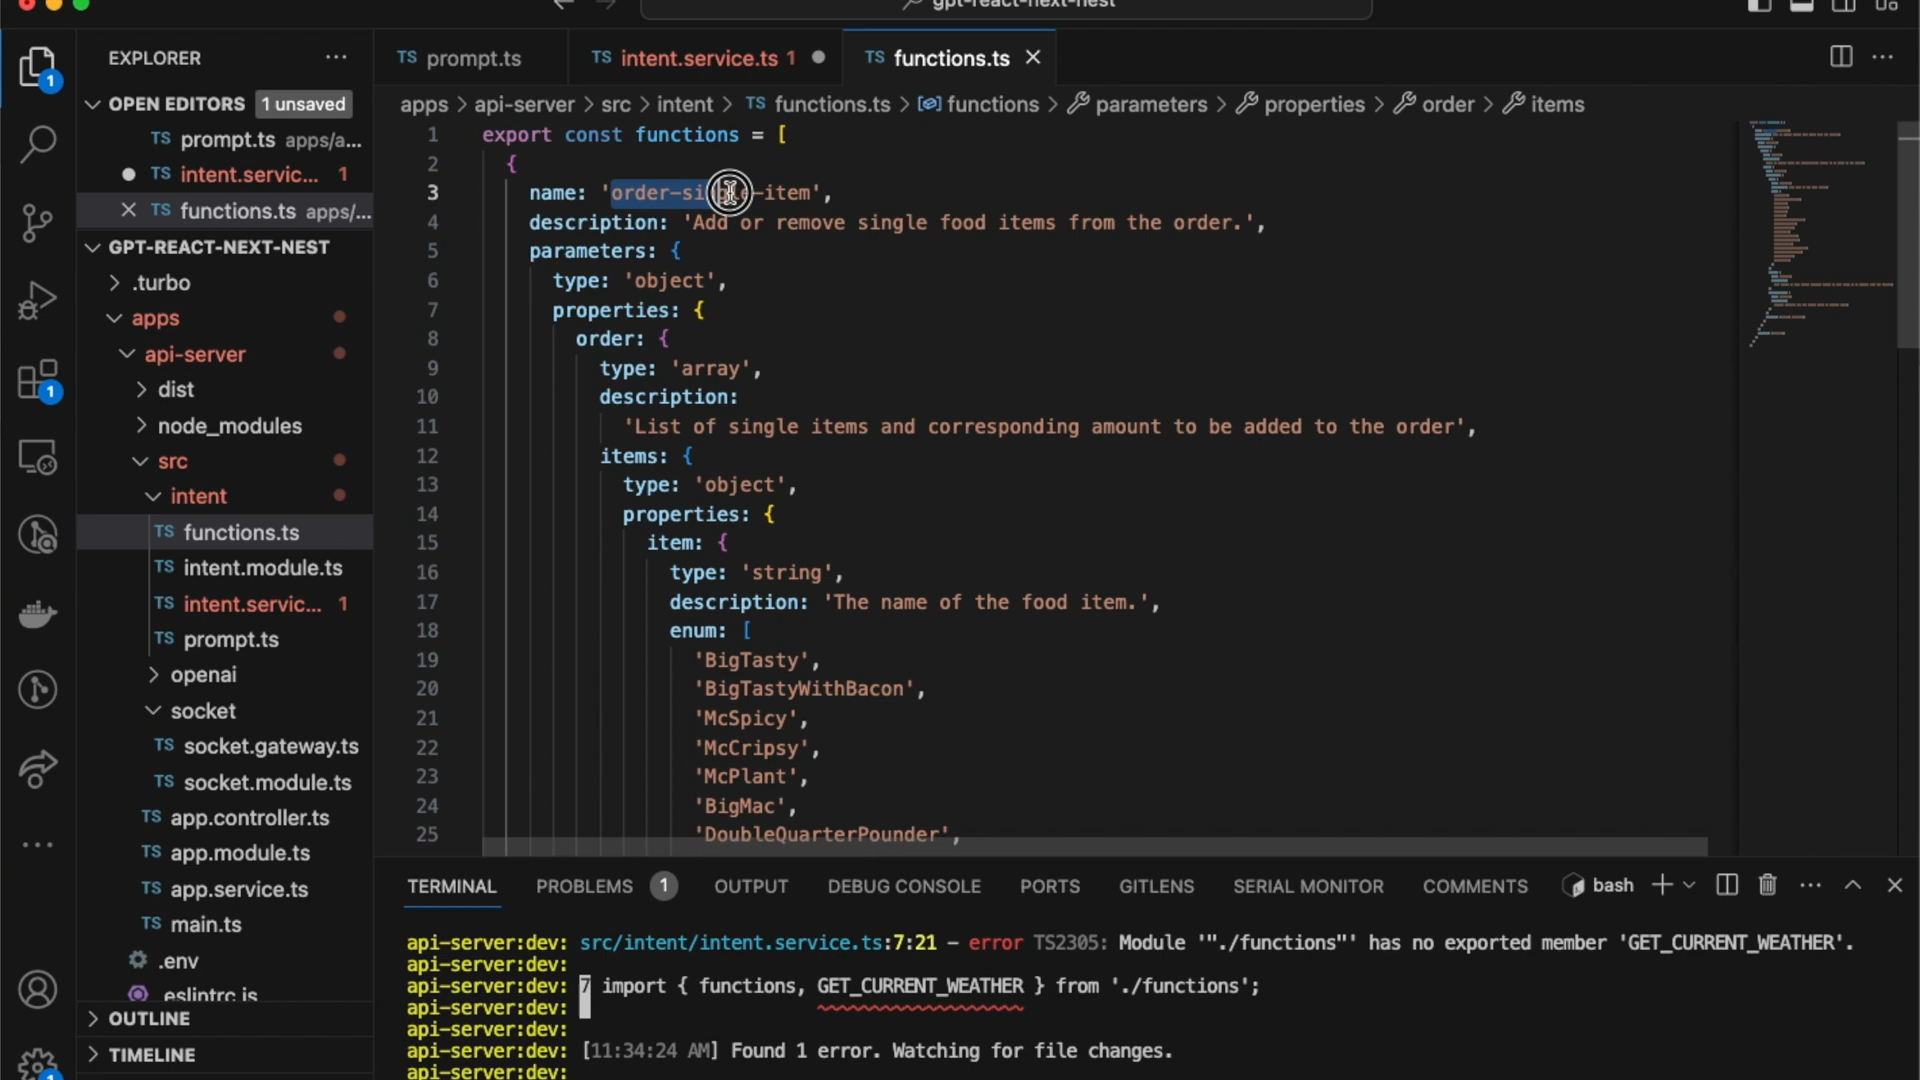 gpt-react-next-nest
EXPLORER
OPEN EDITORS 1 unsaved
TS prompt.ts apps/a...
TS intent.servic... 1
TS functions.ts apps/...
GPT-REACT-NEXT-NEST
.turbo
apps
api-server
dist
node_modules
src
intent
TS functions.ts
TS intent.module.ts
TS intent.servic... 1
TS prompt.ts
openai
socket
TS socket.gateway.ts
TS socket.module.ts
TS app.controller.ts
TS app.module.ts
TS app.service.ts
TS main.ts
.env
.eslintrc.js
OUTLINE
TIMELINE
1
1
1
TS prompt.ts
TS intent.service.ts 1
TS functions.ts
apps > api-server > src > intent > TS functions.ts > functions > parameters > properties > order > items
1 export const functions = [
2 {
3 name: 'order-single-item',
4 description: 'Add or remove single food items from the order.',
5 parameters: {
6 type: 'object',
7 properties: {
8 order: {
9 type: 'array',
10 description:
11 'List of single items and corresponding amount to be added to the order',
12 items: {
13 type: 'object',
14 properties: {
15 item: {
16 type: 'string',
17 description: 'The name of the food item.',
18 enum: [
19 'BigTasty',
20 'BigTastyWithBacon',
21 'McSpicy',
22 'McCripsy',
23 'McPlant',
24 'BigMac',
25 'DoubleQuarterPounder',
TERMINAL PROBLEMS 1 OUTPUT DEBUG CONSOLE PORTS GITLENS SERIAL MONITOR COMMENTS bash
api-server:dev: src/intent/intent.service.ts:7:21 - error TS2305: Module '"./functions"' has no exported member 'GET_CURRENT_WEATHER'.
api-server:dev:
api-server:dev: 7 import { functions, GET_CURRENT_WEATHER } from './functions';
api-server:dev:
api-server:dev:
api-server:dev: [11:34:24 AM] Found 1 error. Watching for file changes.
api-server:dev: